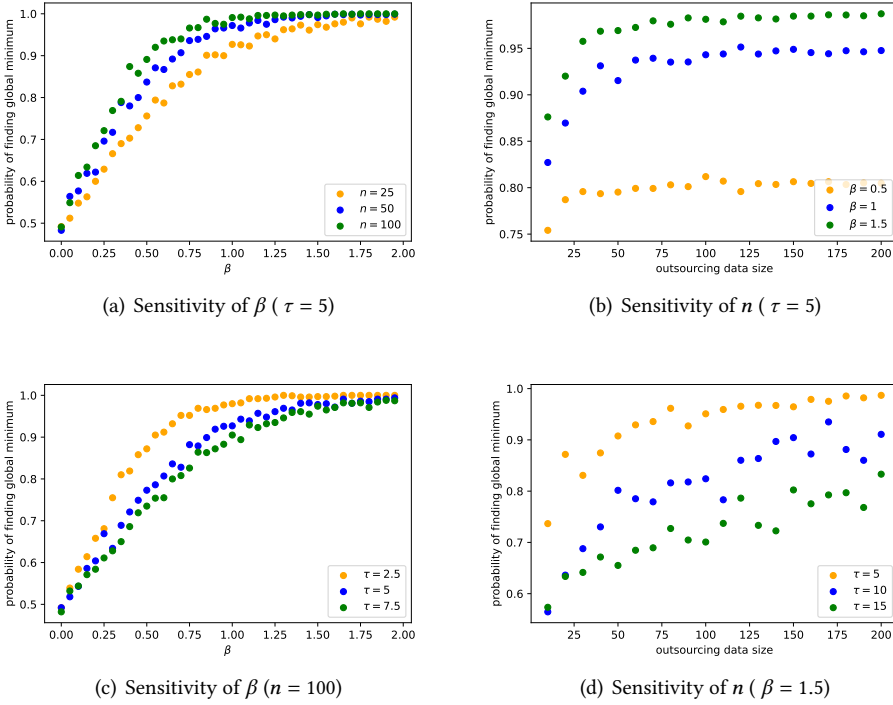 1.0
0.9
0.8
0.7
0.6
0.5
probability of finding global minimum
0.00 0.25 0.50 0.75 1.00 1.25 1.50 1.75 2.00
β
n = 25
n = 50
n = 100
(a) Sensitivity of β ( τ = 5)
0.95
0.90
0.85
0.80
0.75
probability of finding global minimum
25 50 75 100 125 150 175 200
outsourcing data size
β = 0.5
β = 1
β = 1.5
(b) Sensitivity of n ( τ = 5)
1.0
0.9
0.8
0.7
0.6
0.5
probability of finding global minimum
0.00 0.25 0.50 0.75 1.00 1.25 1.50 1.75 2.00
β
τ = 2.5
τ = 5
τ = 7.5
(c) Sensitivity of β (n = 100)
1.0
0.9
0.8
0.7
0.6
probability of finding global minimum
25 50 75 100 125 150 175 200
outsourcing data size
τ = 5
τ = 10
τ = 15
(d) Sensitivity of n ( β = 1.5)